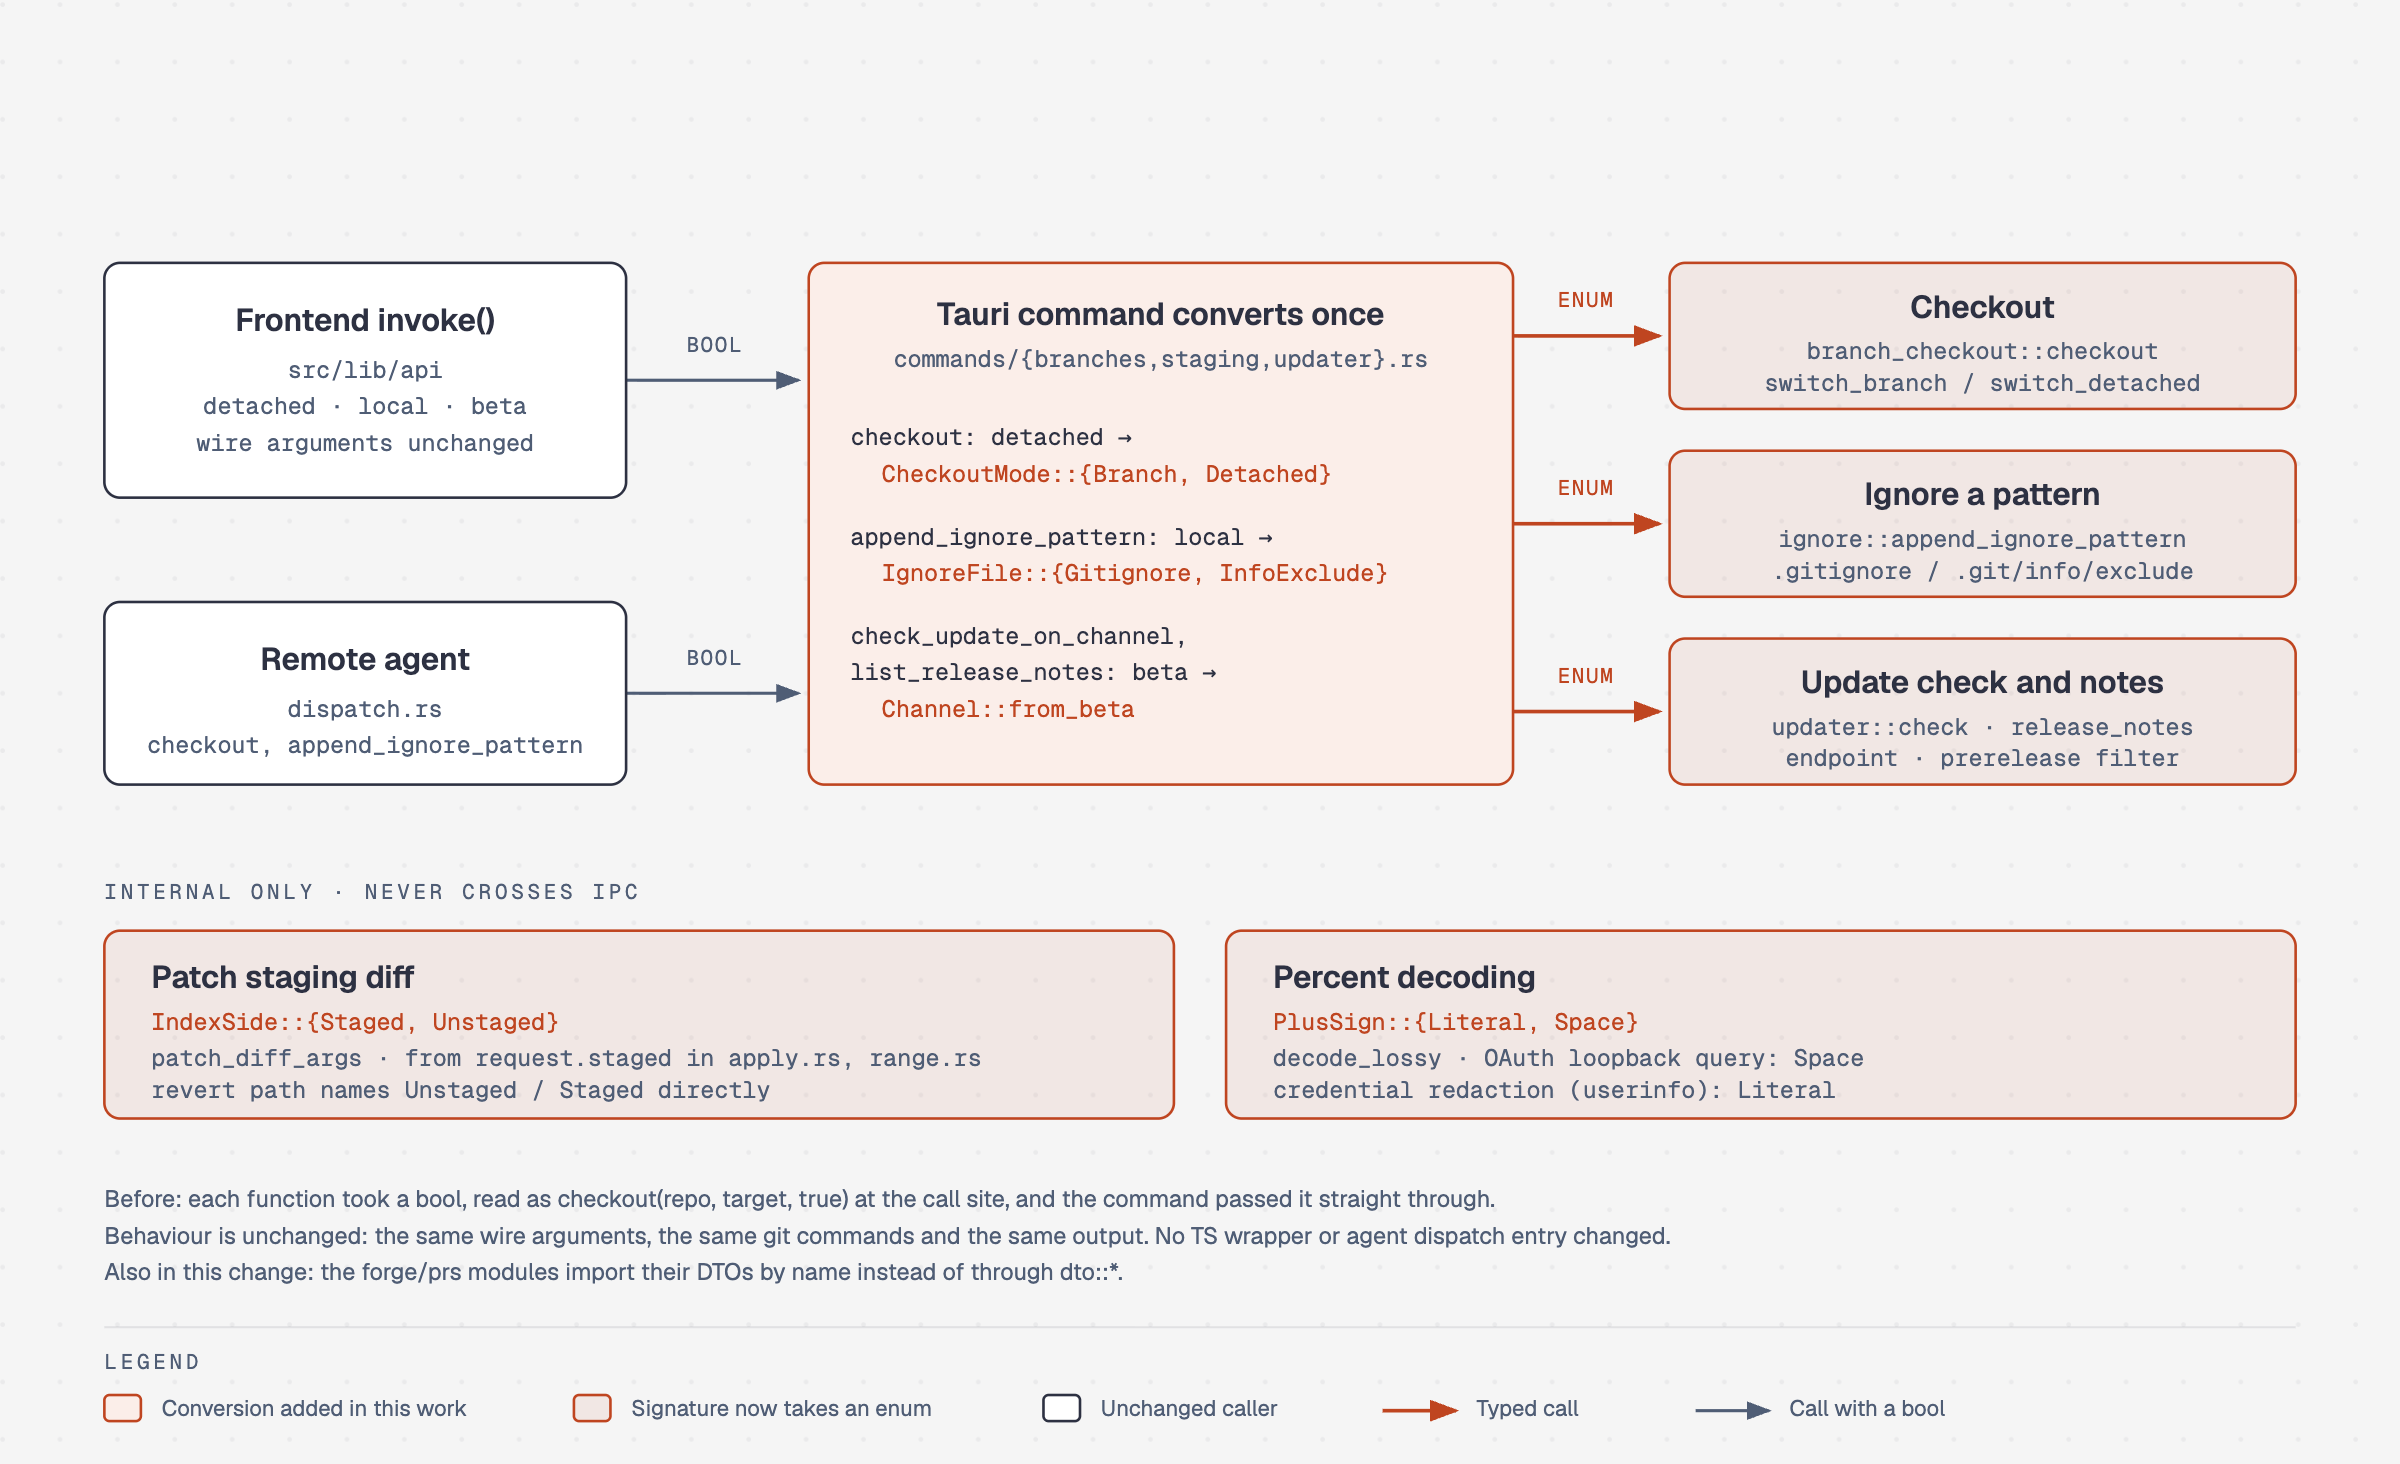 Frontend invoke()
src/lib/api
detached · local · beta
wire arguments unchanged
BOOL
Remote agent
dispatch.rs
checkout, append_ignore_pattern
BOOL
Tauri command converts once
commands/{branches,staging,updater}.rs
checkout: detached →
CheckoutMode::{Branch, Detached}
append_ignore_pattern: local →
IgnoreFile::{Gitignore, InfoExclude}
check_update_on_channel,
list_release_notes: beta →
Channel::from_beta
ENUM
Checkout
branch_checkout::checkout
switch_branch / switch_detached
ENUM
Ignore a pattern
ignore::append_ignore_pattern
.gitignore / .git/info/exclude
ENUM
Update check and notes
updater::check · release_notes
endpoint · prerelease filter
INTERNAL ONLY · NEVER CROSSES IPC
Patch staging diff
IndexSide::{Staged, Unstaged}
patch_diff_args · from request.staged in apply.rs, range.rs
revert path names Unstaged / Staged directly
Percent decoding
PlusSign::{Literal, Space}
decode_lossy · OAuth loopback query: Space
credential redaction (userinfo): Literal
Before: each function took a bool, read as checkout(repo, target, true) at the call site, and the command passed it straight through.
Behaviour is unchanged: the same wire arguments, the same git commands and the same output. No TS wrapper or agent dispatch entry changed.
Also in this change: the forge/prs modules import their DTOs by name instead of through dto::*.
LEGEND
Conversion added in this work
Signature now takes an enum
Unchanged caller
Typed call
Call with a bool